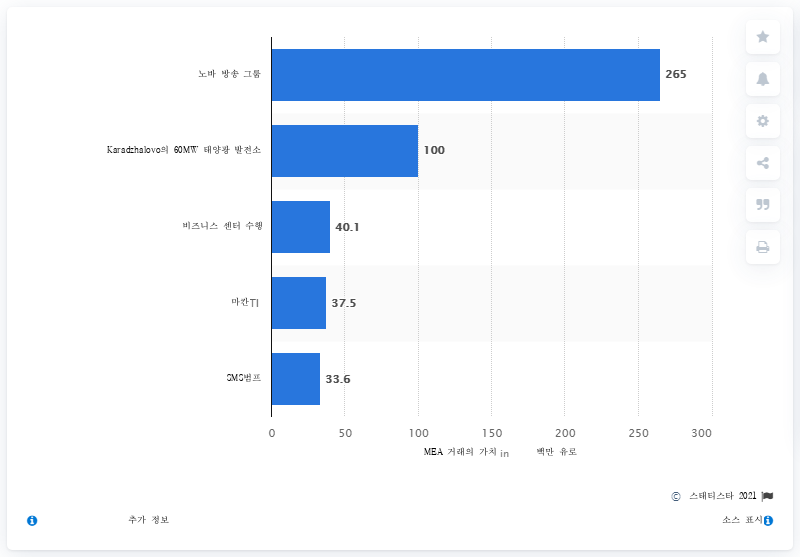 노바 방송 그룹
265
Karadzhalovo의 60MW 태양광 발전소
100
비즈니스 센터 수행
40.1
마칸TI
37.5
SMS범프
33.6
0 50 100 150 200 250 300
MEA 거래의 가치 in 백만 유로
© 스태티스타 2021
추가 정보
소스 표시